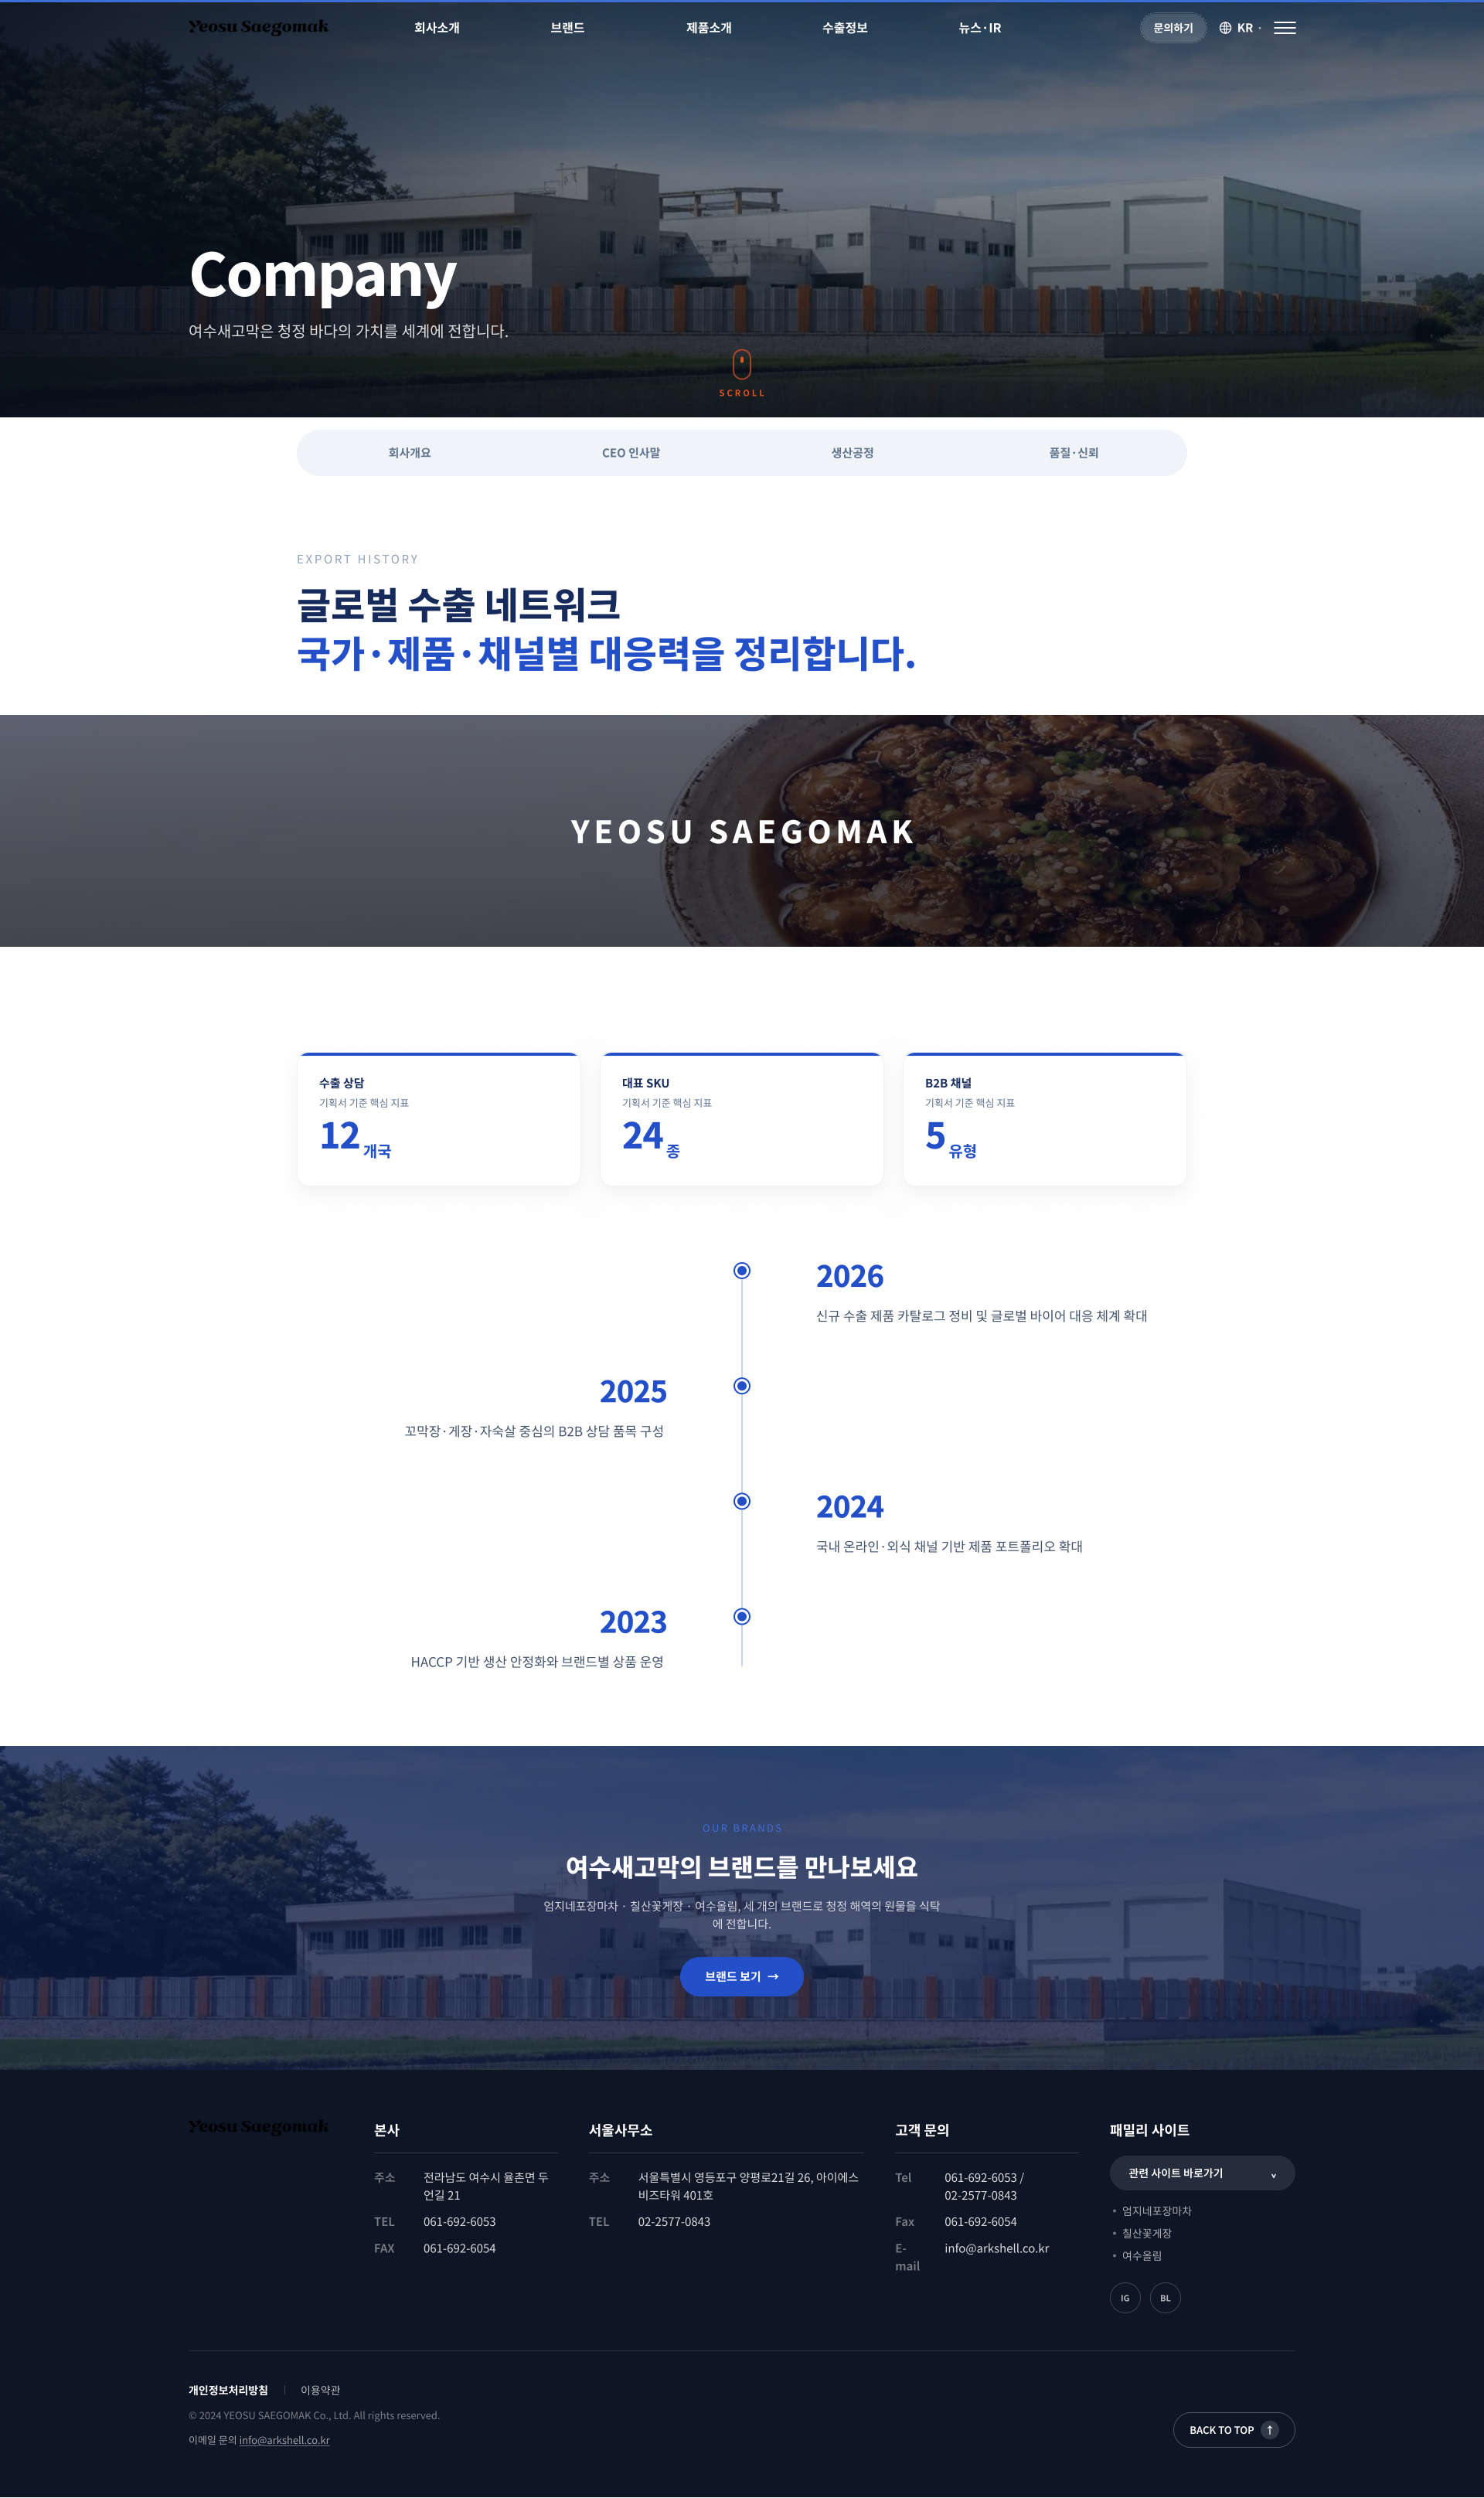 Yeosu Saegomak
회사소개
브랜드
제품소개
수출정보
뉴스·IR
문의하기
KR
Company
여수새고막은 청정 바다의 가치를 세계에 전합니다.
SCROLL
회사개요
CEO 인사말
생산공정
품질·신뢰
EXPORT HISTORY
글로벌 수출 네트워크
국가·제품·채널별 대응력을 정리합니다.
YEOSU SAEGOMAK
수출 상담
기획서 기준 핵심 지표
12 개국
대표 SKU
기획서 기준 핵심 지표
24 종
B2B 채널
기획서 기준 핵심 지표
5 유형
2026
신규 수출 제품 카탈로그 정비 및 글로벌 바이어 대응 체계 확대
2025
꼬막장·게장·자숙살 중심의 B2B 상담 품목 구성
2024
국내 온라인·외식 채널 기반 제품 포트폴리오 확대
2023
HACCP 기반 생산 안정화와 브랜드별 상품 운영
OUR BRANDS
여수새고막의 브랜드를 만나보세요
엄지네포장마차 · 칠산꽃게장 · 여수올림, 세 개의 브랜드로 청정 해역의 원물을 식탁
에 전합니다.
브랜드 보기 →
Yeosu Saegomak
본사
주소 전라남도 여수시 율촌면 두
언길 21
TEL 061-692-6053
FAX 061-692-6054
서울사무소
주소 서울특별시 영등포구 양평로21길 26, 아이에스
비즈타워 401호
TEL 02-2577-0843
고객 문의
Tel 061-692-6053 /
02-2577-0843
Fax 061-692-6054
E- info@arkshell.co.kr
mail
패밀리 사이트
관련 사이트 바로가기
• 엄지네포장마차
• 칠산꽃게장
• 여수올림
IG
BL
개인정보처리방침
이용약관
© 2024 YEOSU SAEGOMAK Co., Ltd. All rights reserved.
이메일 문의 info@arkshell.co.kr
BACK TO TOP ↑